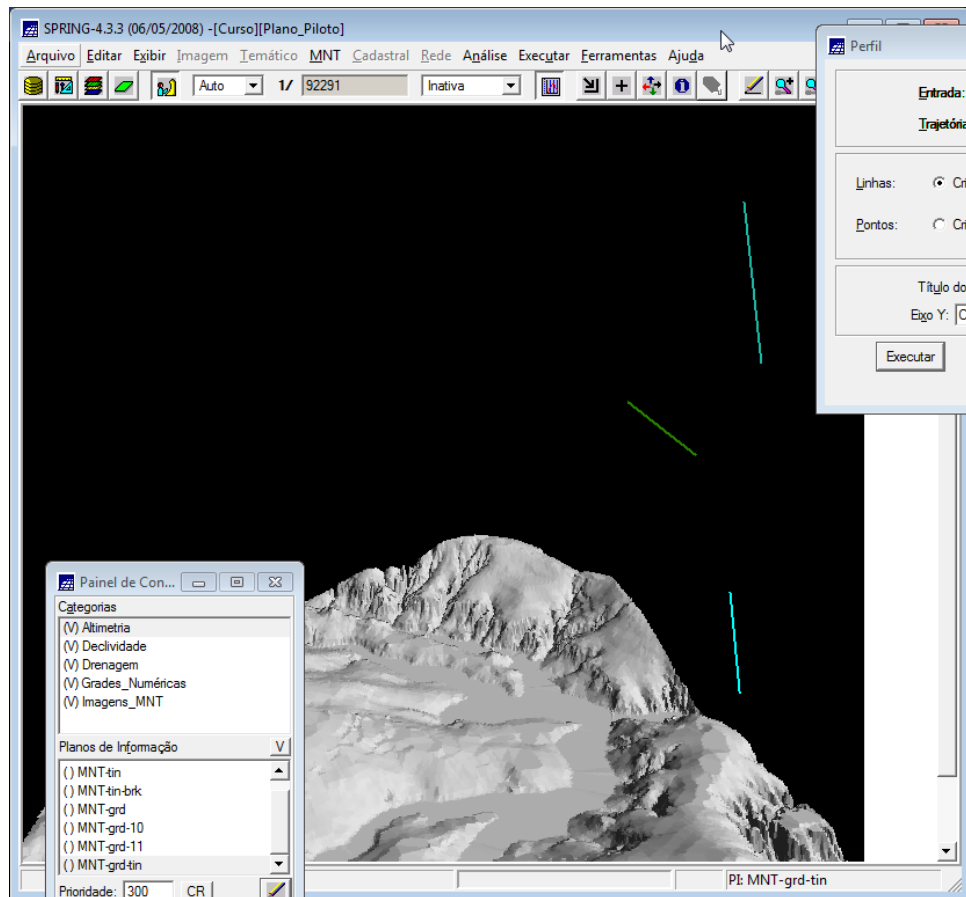 SPRING-4.3.3 (06/05/2008) -[Curso][Plano_Piloto]
Arquivo Editar Exibir Imagem Temático MNT Cadastral Rede Análise Executar Ferramentas Ajuda
Auto 1/ 92291 Inativa
Perfil
Entrada:
Trajetória
Linhas: Cri
Pontos: Cri
Título do
Eixo Y:
Executar
Painel de Con...
Categorias
(V) Altimetria
(V) Declividade
(V) Drenagem
(V) Grades_Numéricas
(V) Imagens_MNT
Planos de Informação V
( ) MNT-tin
( ) MNT-tin-brk
( ) MNT-grd
( ) MNT-grd-10
( ) MNT-grd-11
( ) MNT-grd-tin
Prioridade: 300 CR
PI: MNT-grd-tin